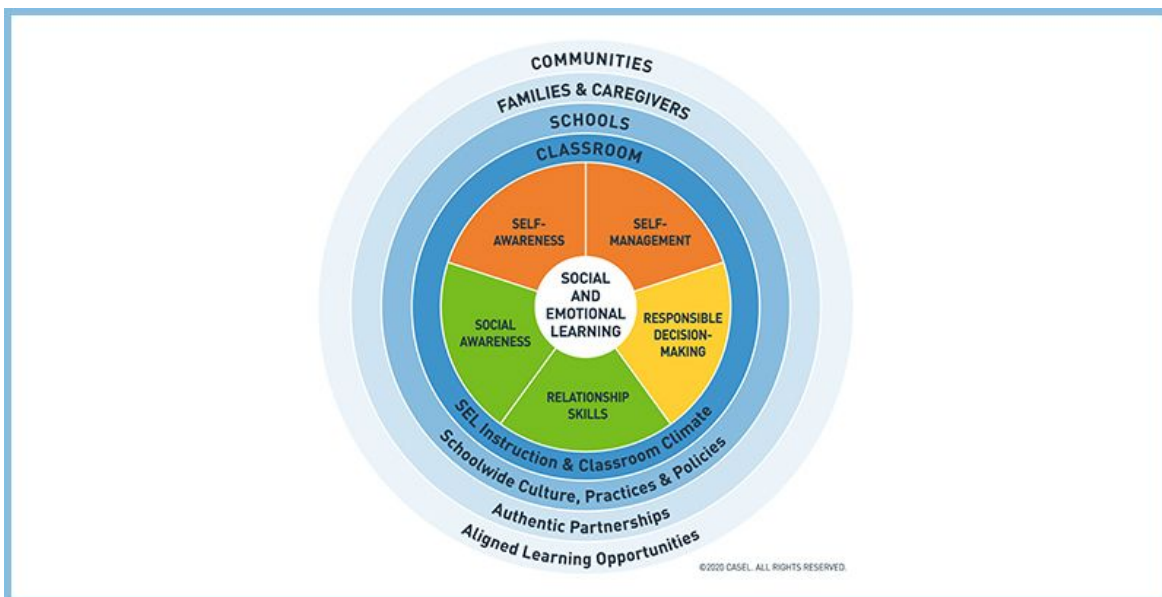 COMMUNITIES
FAMILIES & CAREGIVERS
SCHOOLS
CLASSROOM
SELF-
AWARENESS
SELF-
MANAGEMENT
SOCIAL
AND
EMOTIONAL
LEARNING
SOCIAL
AWARENESS
RESPONSIBLE
DECISION-
MAKING
RELATIONSHIP
SKILLS
SEL Instruction & Classroom Climate
Schoolwide Culture, Practices & Policies
Authentic Partnerships
Aligned Learning Opportunities
©2020 CASEL. ALL RIGHTS RESERVED.